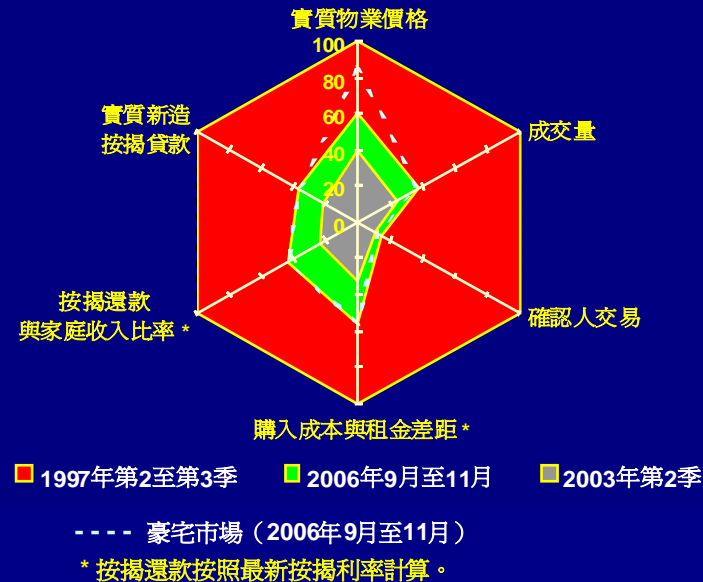 實質物業價格
100
80
60
40
20
0
成交量
確認人交易
購入成本與租金差距*
按揭還款
與家庭收入比率*
實質新造
按揭貸款
1997年第2至第3季
2006年9月至11月
2003年第2季
---- 豪宅市場（2006年9月至11月）
* 按揭還款按照最新按揭利率計算。